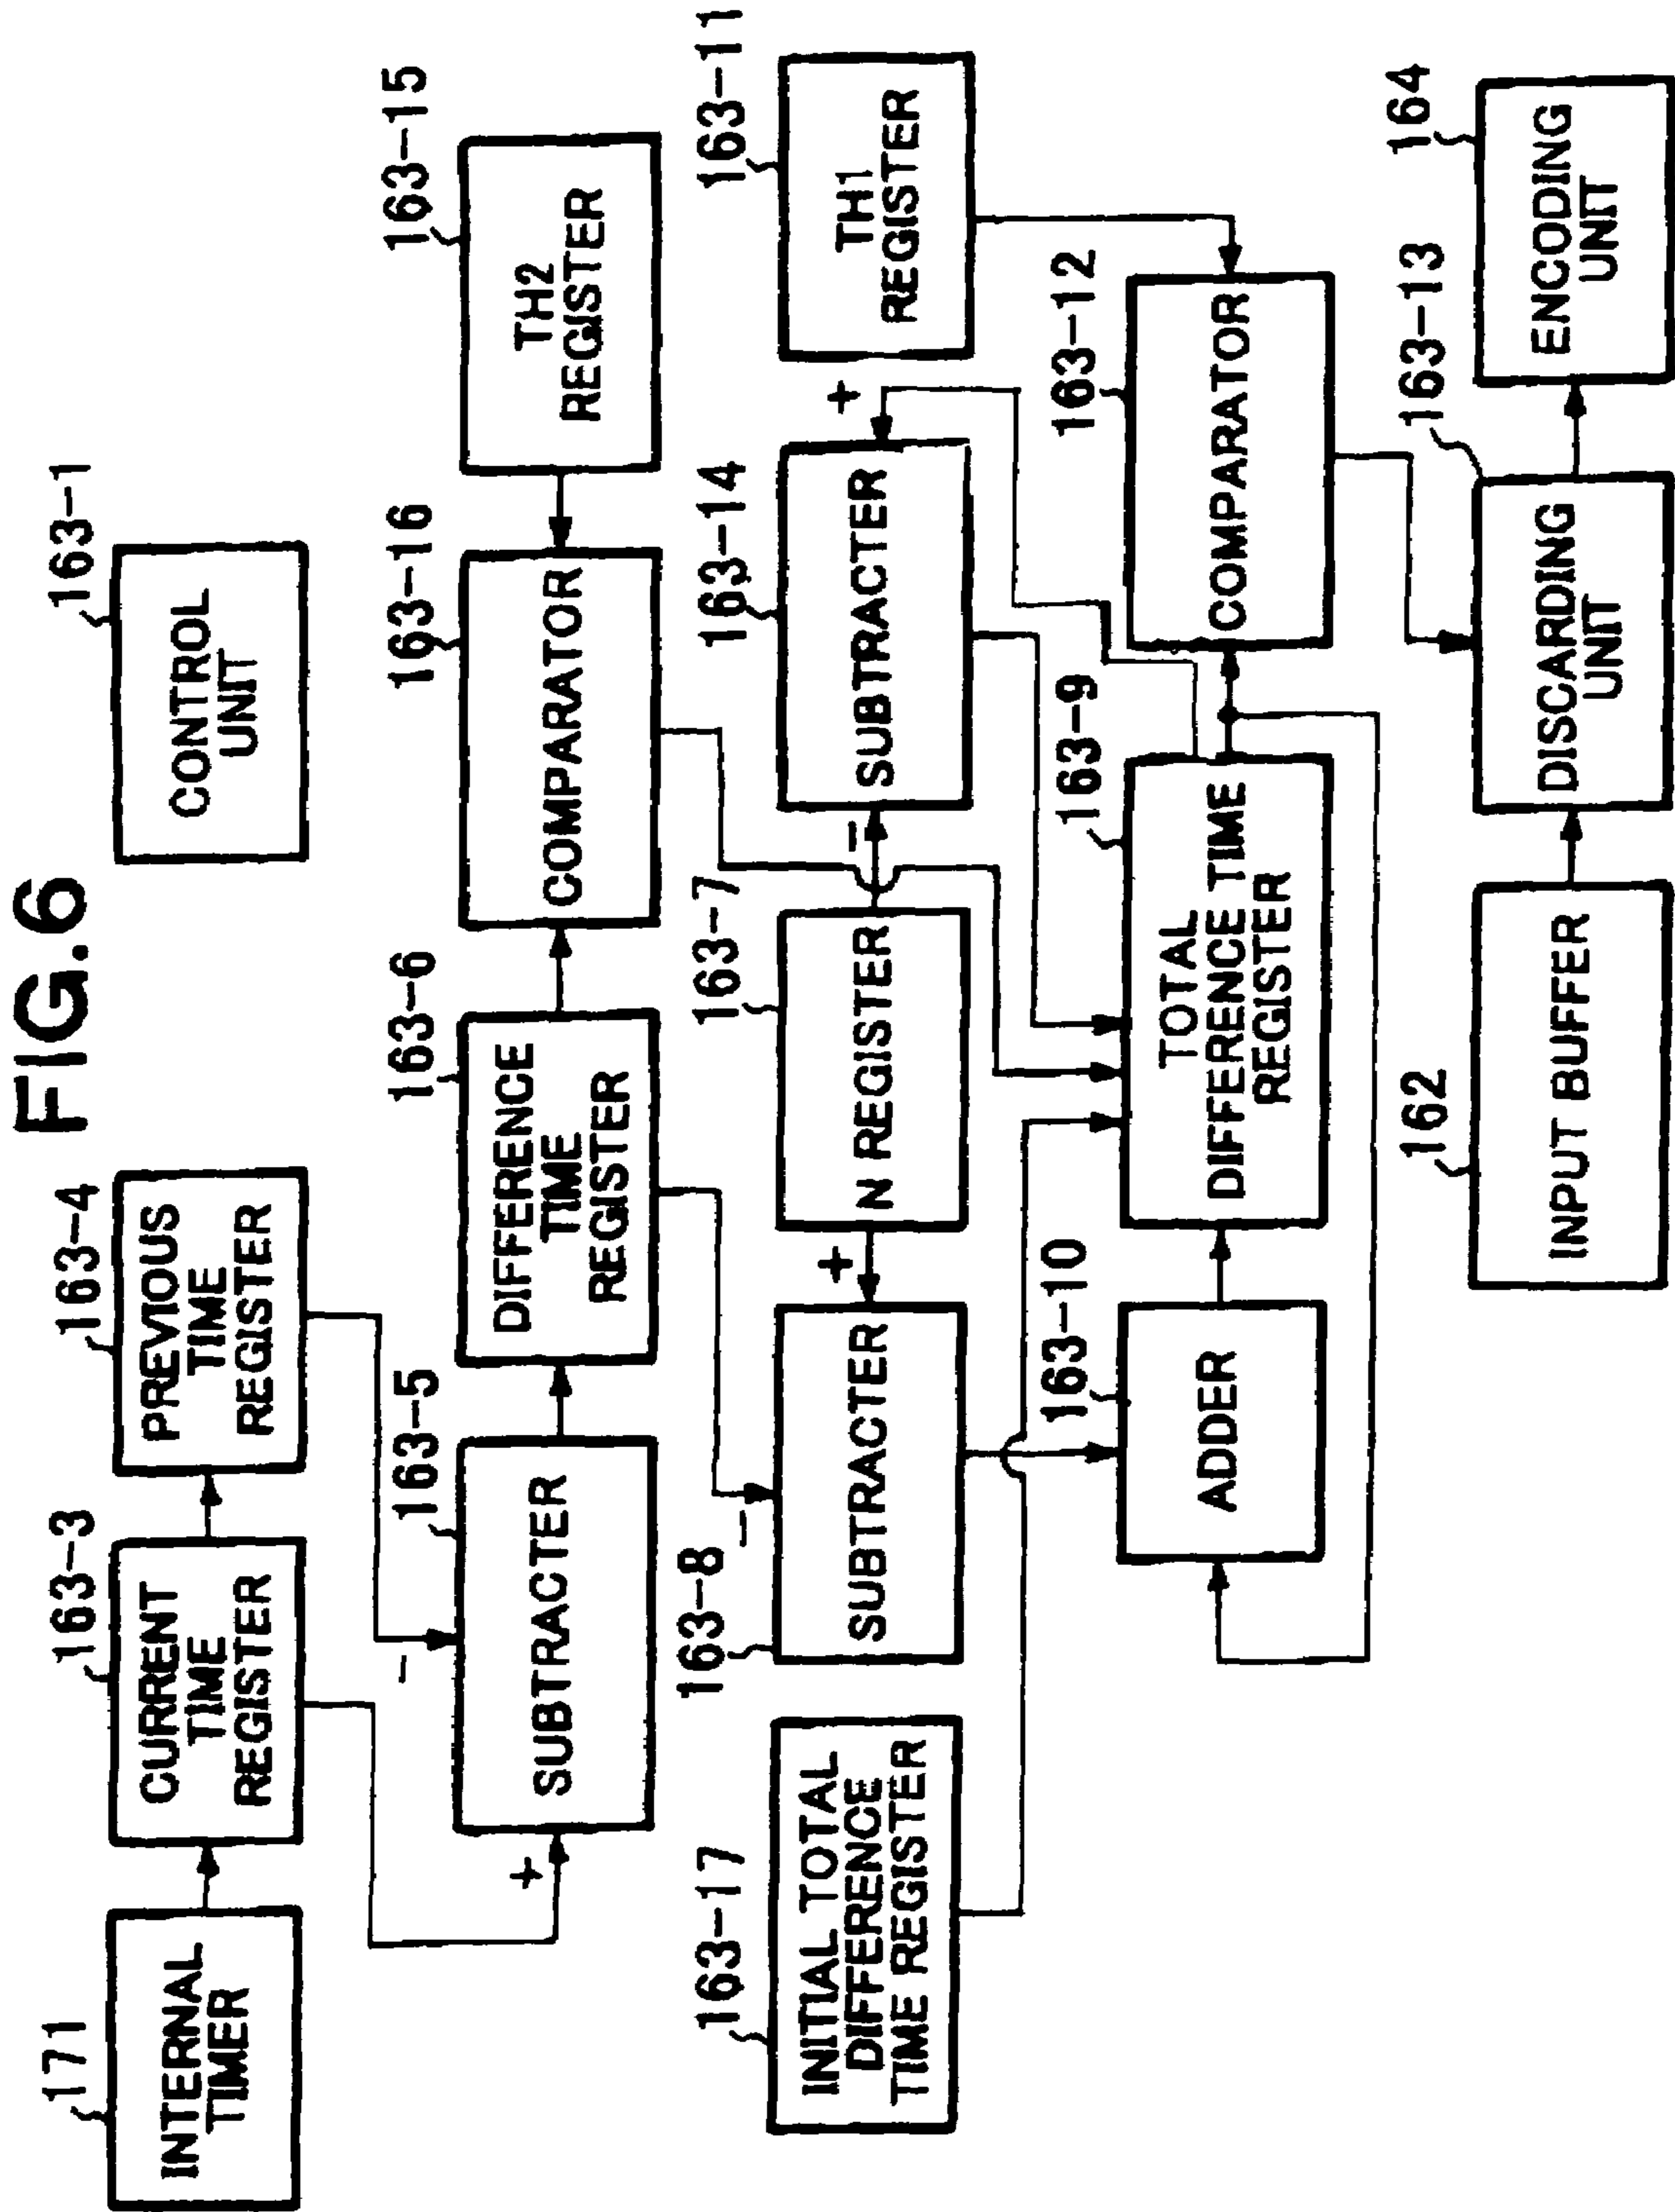 FIG.6
171
INTERNAL
TIMER
163-3
CURRENT
TIME
REGISTER
163-4
PREVIOUS
TIME
REGISTER
163-1
CONTROL
UNIT
163-5
+
-
SUBTRACTER
163-6
DIFFERENCE
TIME
REGISTER
163-16
COMPARATOR
163-15
TH2
REGISTER
163-17
INITIAL TOTAL
DIFFERENCE
TIME REGISTER
163-8
-
+
SUBTRACTER
163-7
N REGISTER
163-14
-
+
SUBTRACTER
163-11
TH1
REGISTER
163-10
ADDER
163-9
TOTAL
DIFFERENCE TIME
REGISTER
163-12
COMPARATOR
162
INPUT BUFFER
163-13
DISCARDING
UNIT
164
ENCODING
UNIT